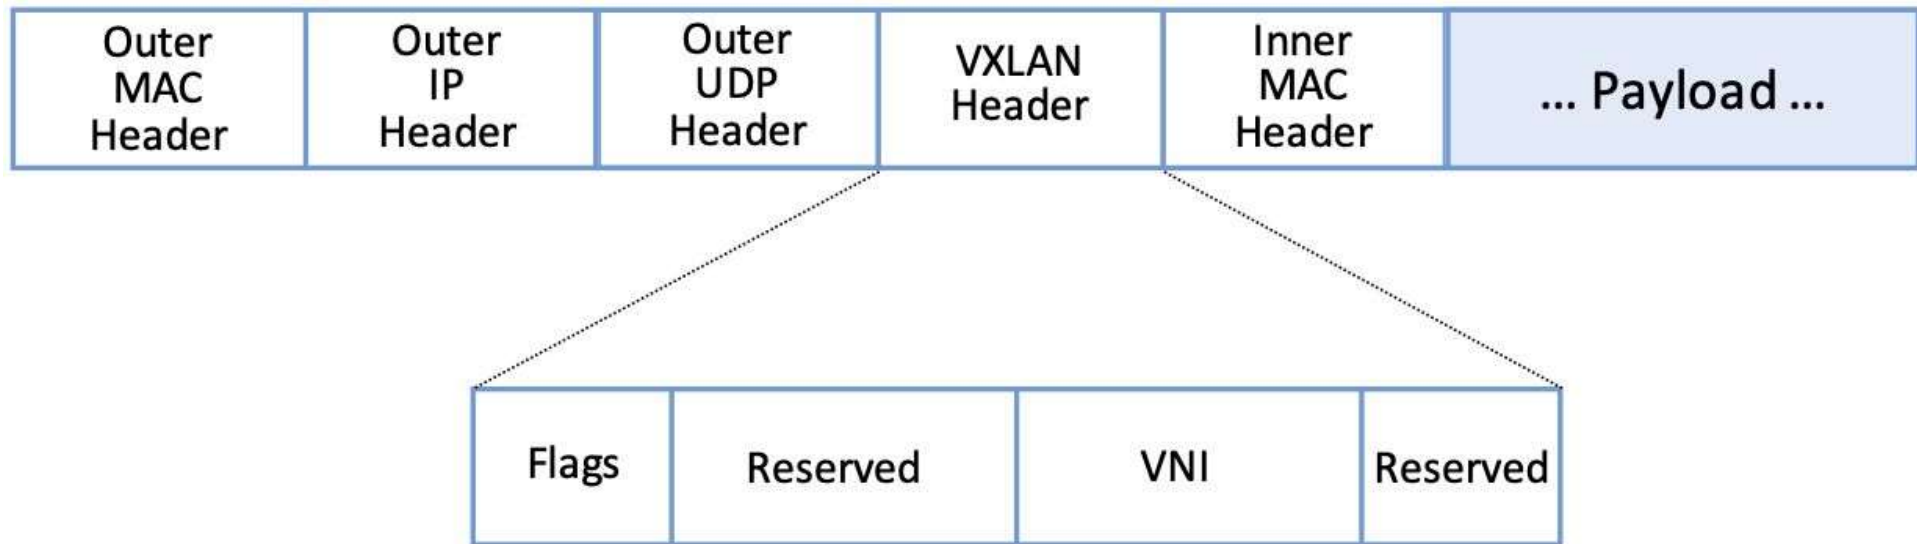 Outer
MAC
Header
Outer
IP
Header
Outer
UDP
Header
VXLAN
Header
Inner
MAC
Header
... Payload ...
Flags
Reserved
VNI
Reserved